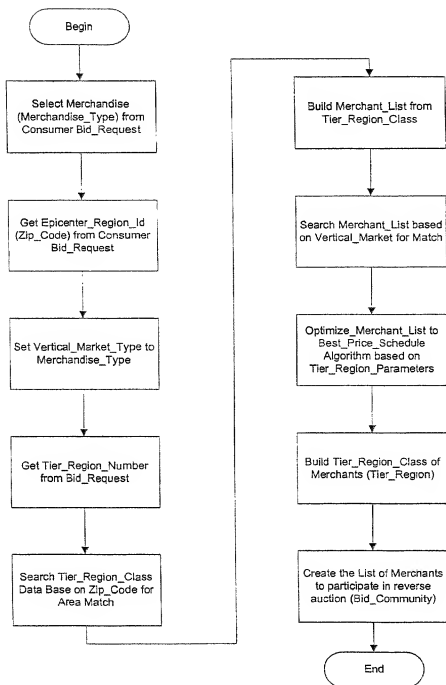 Begin
Select Merchandise
(Merchandise_Type) from
Consumer Bid_Request
Get Epicenter_Region_Id
(Zip_Code) from Consumer
Bid_Request
Set Vertical_Market_Type to
Merchandise_Type
Get Tier_Region_Number
from Bid_Request
Search Tier_Region_Class
Data Base on Zip_Code for
Area Match
Build Merchant_List from
Tier_Region_Class
Search Merchant_List based
on Vertical_Market for Match
Optimize_Merchant_List to
Best_Price_Schedule
Algorithm based on
Tier_Region_Parameters
Build Tier_Region_Class of
Merchants (Tier_Region)
Create the List of Merchants
to participate in reverse
auction (Bid_Community)
End